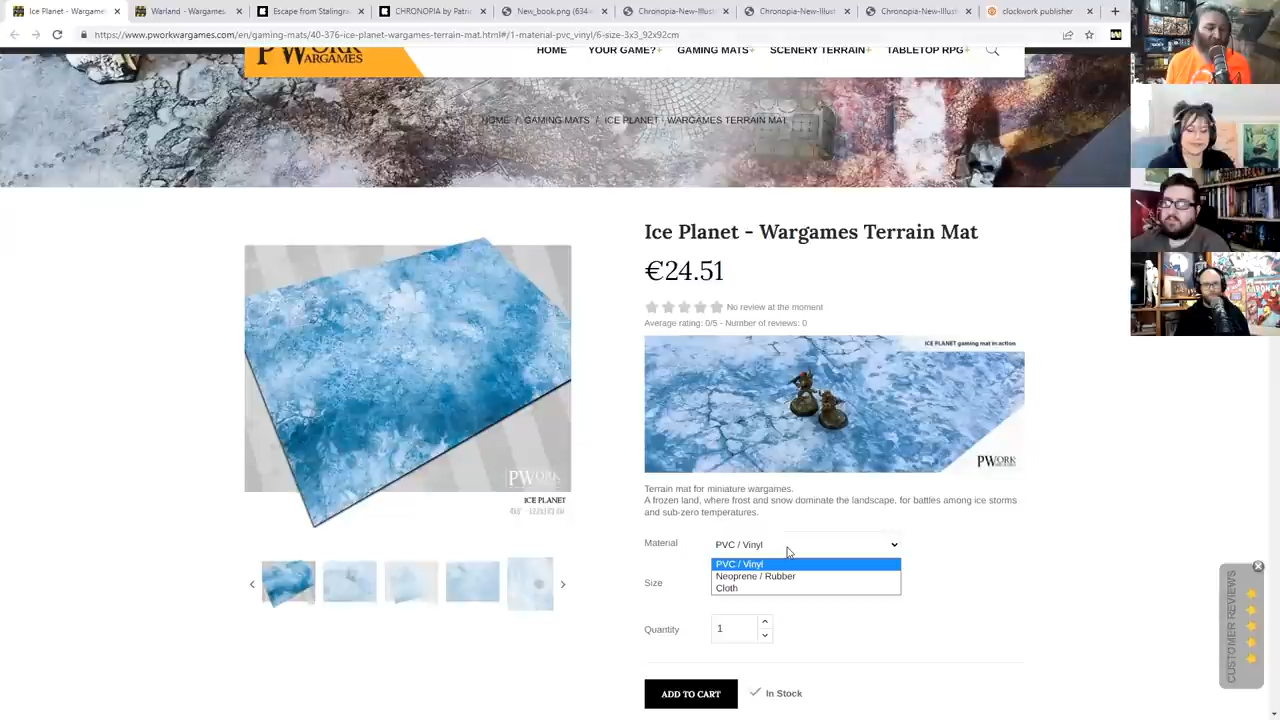 Ice Planet - Wargame
Warland - Wargames
Escape from Stalingra
CHRONOPIA by Patric
New_book.png (634×
Chronopia-New-Illust
Chronopia-New-Illust
Chronopia-New-Illust
clockwork publisher
https://www.pworkwargames.com/en/gaming-mats/40-376-ice-planet-wargames-terrain-mat.html#/1-material-pvc_vinyl/6-size-3x3_92x92cm
WARGAMES
HOME
YOUR GAME?+
GAMING MATS+
SCENERY TERRAIN+
TABLETOP RPG+
HOME / GAMING MATS / ICE PLANET - WARGAMES TERRAIN MAT
Ice Planet - Wargames Terrain Mat
€24.51
No review at the moment
Average rating: 0/5 - Number of reviews: 0
ICE PLANET gaming mat in action
PWORK
PWORK
ICE PLANET
Terrain mat for miniature wargames.
A frozen land, where frost and snow dominate the landscape, for battles among ice storms
and sub-zero temperatures.
Material
PVC / Vinyl
PVC / Vinyl
Neoprene / Rubber
Cloth
Size
Quantity
1
ADD TO CART
In Stock
CUSTOMER REVIEWS